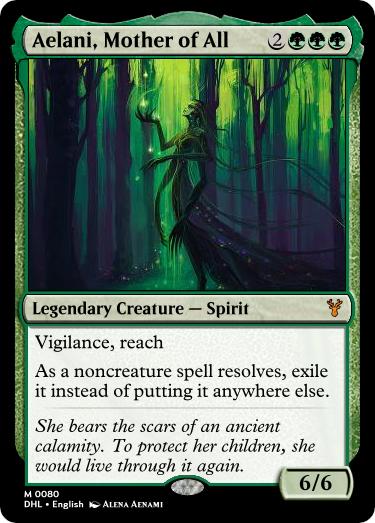 Aelani, Mother of All 2
Legendary Creature — Spirit
Vigilance, reach
As a noncreature spell resolves, exile
it instead of putting it anywhere else.
She bears the scars of an ancient
calamity. To protect her children, she
would live through it again.
6/6
M 0080
DHL • English Alena Aenami